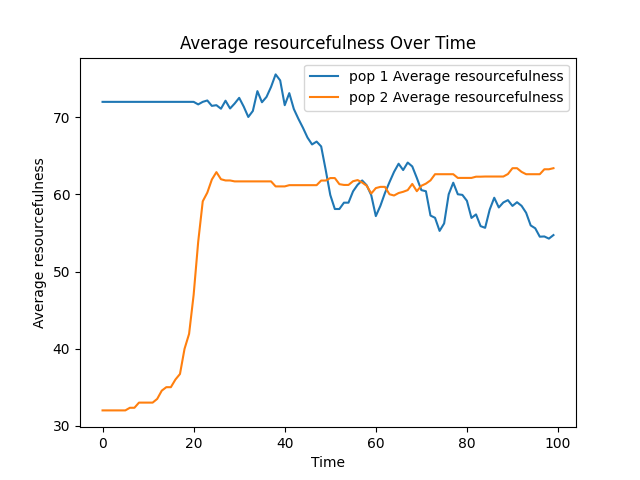 Average resourcefulness Over Time
pop 1 Average resourcefulness
pop 2 Average resourcefulness
Average resourcefulness
70
60
50
40
30
0 20 40 60 80 100
Time